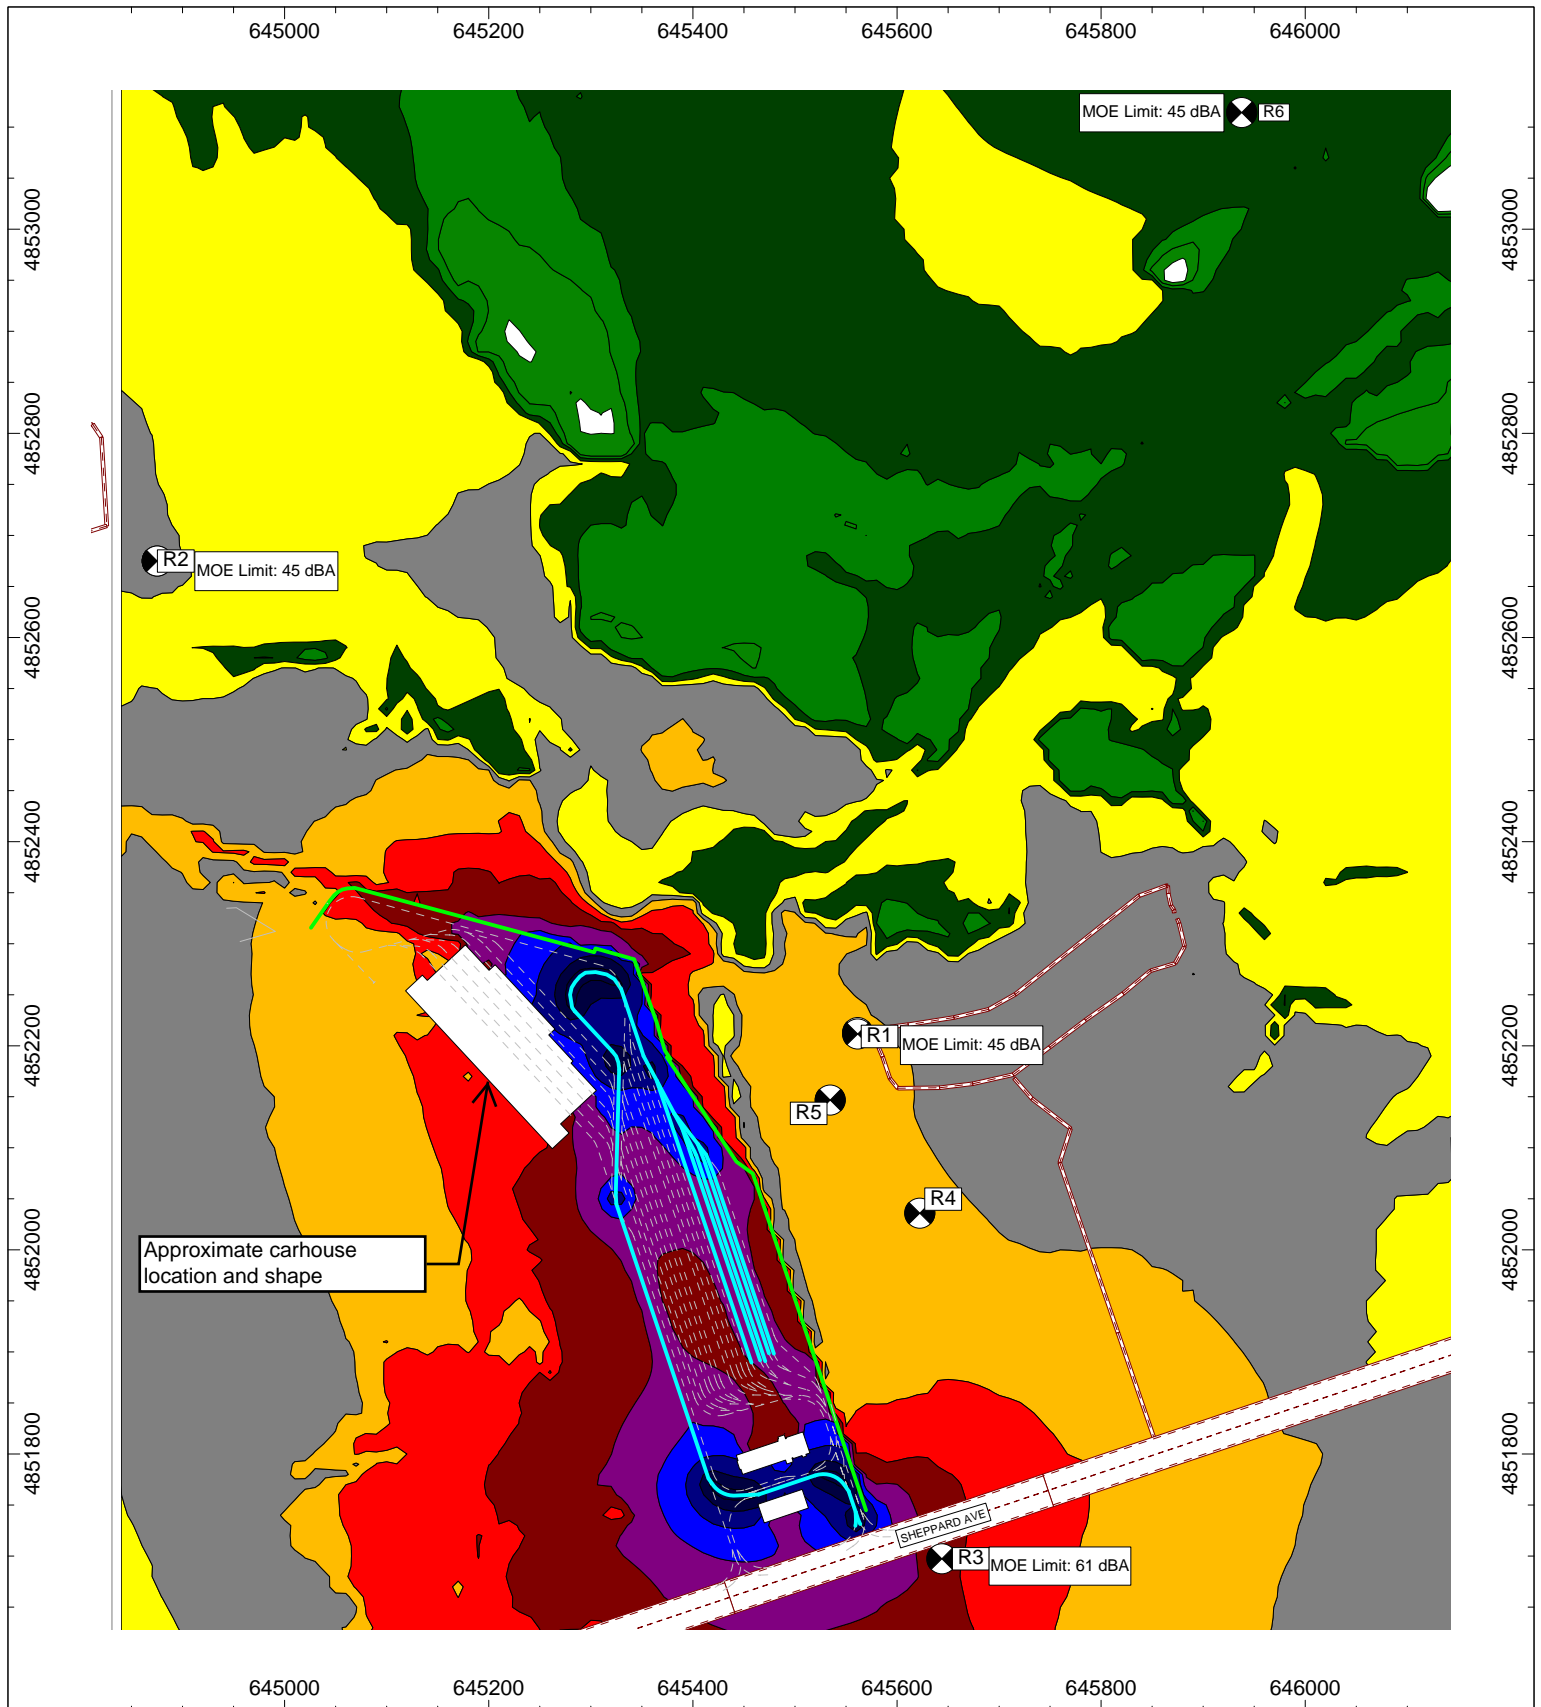 645000 645200 645400 645600 645800 646000
MOE Limit: 45 dBA R6
4853000 4853000
4852800 4852800
R2 MOE Limit: 45 dBA
4852600 4852600
4852400 4852400
4852200 4852200
R1 MOE Limit: 45 dBA
R5
R4
4852000 4852000
Approximate carhouse
location and shape
4851800 4851800
SHEPPARD AVE
R3 MOE Limit: 61 dBA
645000 645200 645400 645600 645800 646000